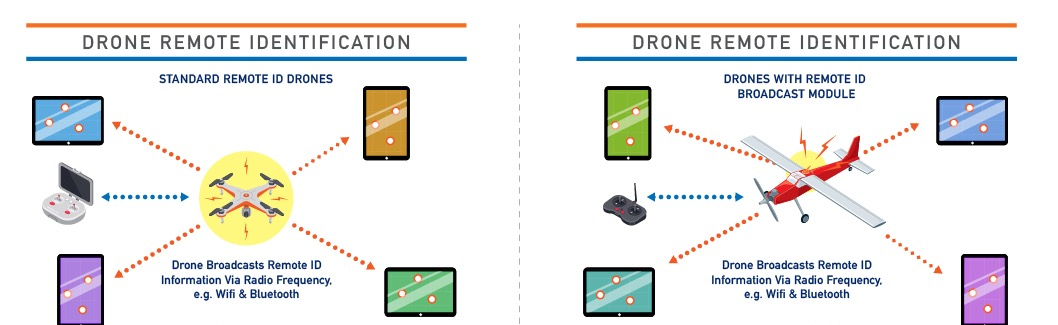 DRONE REMOTE IDENTIFICATION
STANDARD REMOTE ID DRONES
Drone Broadcasts Remote ID
Information Via Radio Frequency,
e.g. Wifi & Bluetooth
DRONE REMOTE IDENTIFICATION
DRONES WITH REMOTE ID
BROADCAST MODULE
Drone Broadcasts Remote ID
Information Via Radio Frequency,
e.g. Wifi & Bluetooth